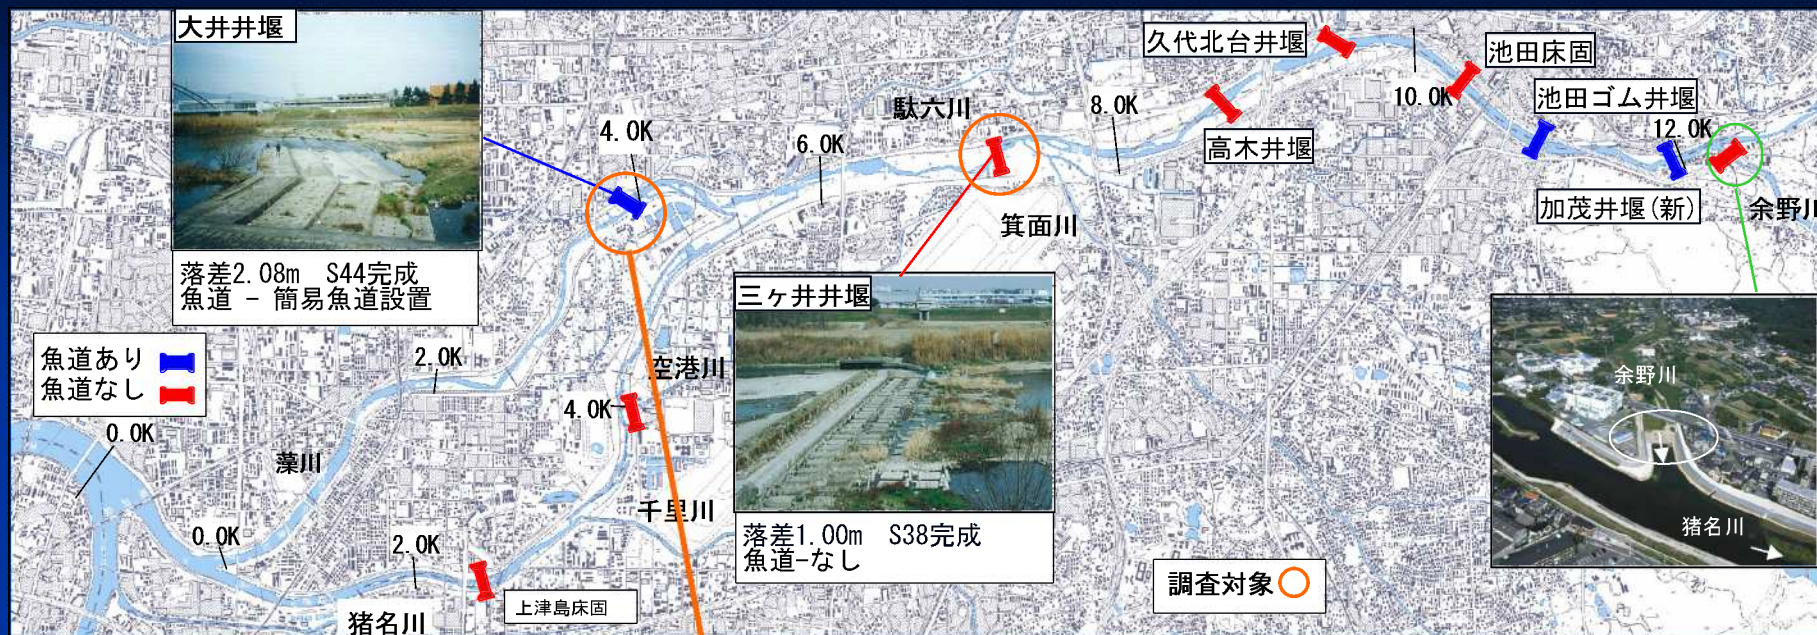 大井井堰
落差2.08m S44完成
魚道 - 簡易魚道設置
魚道あり
魚道なし
0.0K
藻川
2.0K
4.0K
0.0K
2.0K
猪名川
上津島床固
4.0K
空港川
千里川
三ヶ井井堰
落差1.00m S38完成
魚道-なし
6.0K
駄六川
箕面川
8.0K
久代北台井堰
高木井堰
10.0K
池田床固
池田ゴム井堰
12.0K
加茂井堰(新)
余野川
余野川
猪名川
調査対象